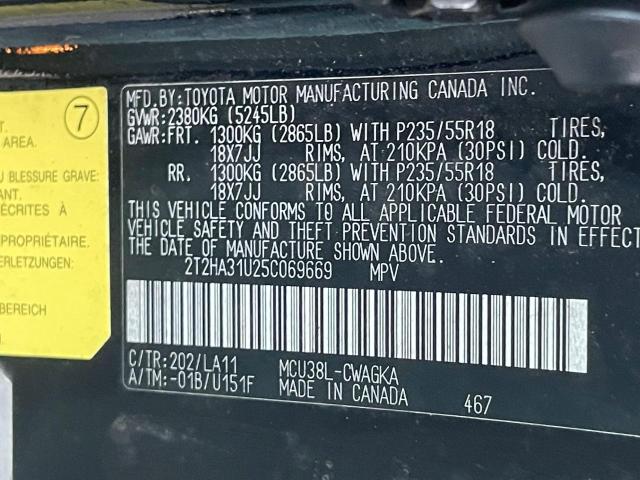 7
T.
AREA.
U BLESSURE GRAVE:
ANT.
ÉCRITES À
PROPRIÉTAIRE.
ERLETZUNG:
BEREICH
MFD.BY:TOYOTA MOTOR MANUFACTURING CANADA INC.
GVWR:2380KG (5245LB)
GAWR:FRT. 1300KG (2865LB) WITH P235/55R18 TIRES,
18X7JJ RIMS, AT 210KPA (30PSI) COLD.
RR. 1300KG (2865LB) WITH P235/55R18 TIRES,
18X7JJ RIMS, AT 210KPA (30PSI) COLD.
THIS VEHICLE CONFORMS TO ALL APPLICABLE FEDERAL MOTOR
VEHICLE SAFETY AND THEFT PREVENTION STANDARDS IN EFFECT
THE DATE OF MANUFACTURE SHOWN ABOVE.
2T2HA31U25C069669 MPV
C/TR:202/LA11 MCU38L-CWAGKA
A/TM:-01B/U151F MADE IN CANADA 467